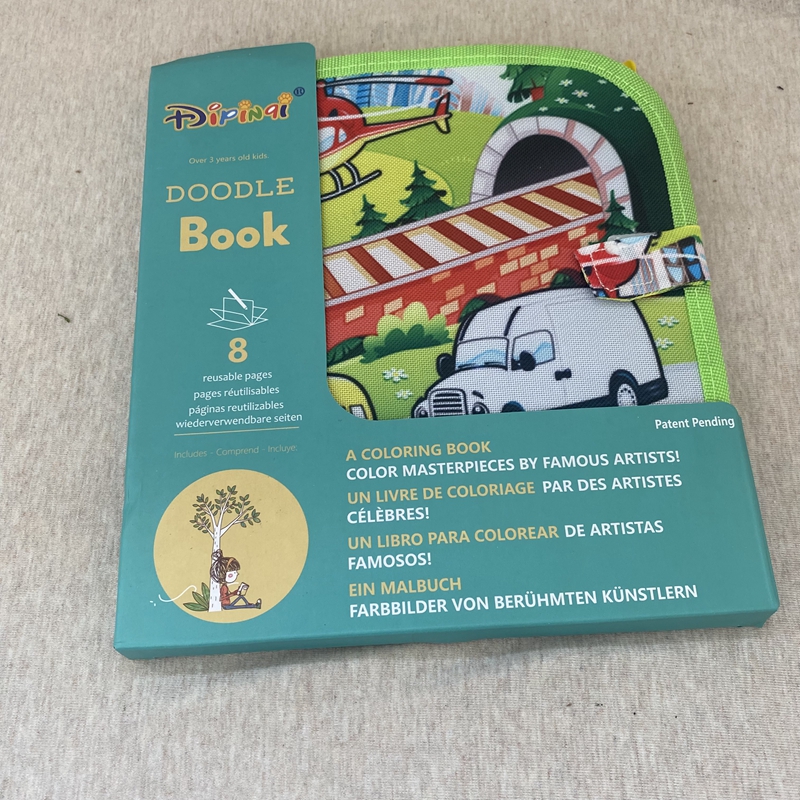 Dipinqi®
Over 3 years old kids.
DOODLE
Book
8
reusable pages
pages réutilisables
páginas reutilizables
wiederverwendbare seiten
Includes - Comprend - Incluye:
Patent Pending
A COLORING BOOK
COLOR MASTERPIECES BY FAMOUS ARTISTS!
UN LIVRE DE COLORIAGE PAR DES ARTISTES
CÉLÈBRES!
UN LIBRO PARA COLOREAR DE ARTISTAS
FAMOSOS!
EIN MALBUCH
FARBBILDER VON BERÜHMTEN KÜNSTLERN